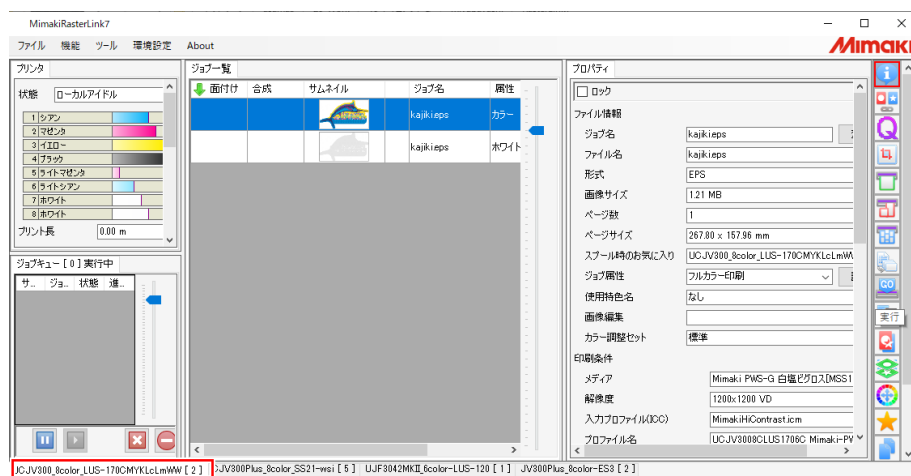 MimakiRasterLink7
ファイル 機能 ツール 環境設定 About
Mimaki
プリンタ
状態 ローカルアイドル
1 シアン
2 マゼンタ
3 イエロー
4 ブラック
5 ライトマゼンタ
6 ライトシアン
7 ホワイト
8 ホワイト
プリント長 0.00 m
ジョブキュー [ 0 ] 実行中
サ... ジョ... 状態 進...
ジョブ一覧
面付け 合成 サムネイル ジョブ名 属性
kajiki.eps カラー
kajiki.eps ホワイト
プロパティ
ロック
ファイル情報
ジョブ名 kajiki.eps
ファイル名 kajiki.eps
形式 EPS
画像サイズ 1.21 MB
ページ数 1
ページサイズ 267.80 x 157.96 mm
スプール時のお気に入り UCJV300_8color_LUS-170CMYKLcLmWW
ジョブ属性 フルカラー印刷
使用特色名 なし
画像編集
カラー調整セット 標準
印刷条件
メディア Mimaki PWS-G 白塩ビグロス[MSS1
解像度 1200x1200 VD
入力プロファイル(ICC) MimakiHiContrast.icm
プロファイル名 UCJV3008CLUS1706C Mimaki-PV
GO
実行
JCJV300_8color_LUS-170CMYKLcLmWW [ 2 ] CJV300Plus_8color_SS21-wsi [ 5 ] UJF3042MKII_6color-LUS-120 [ 1 ] JV300Plus_8color-ES3 [ 2 ]